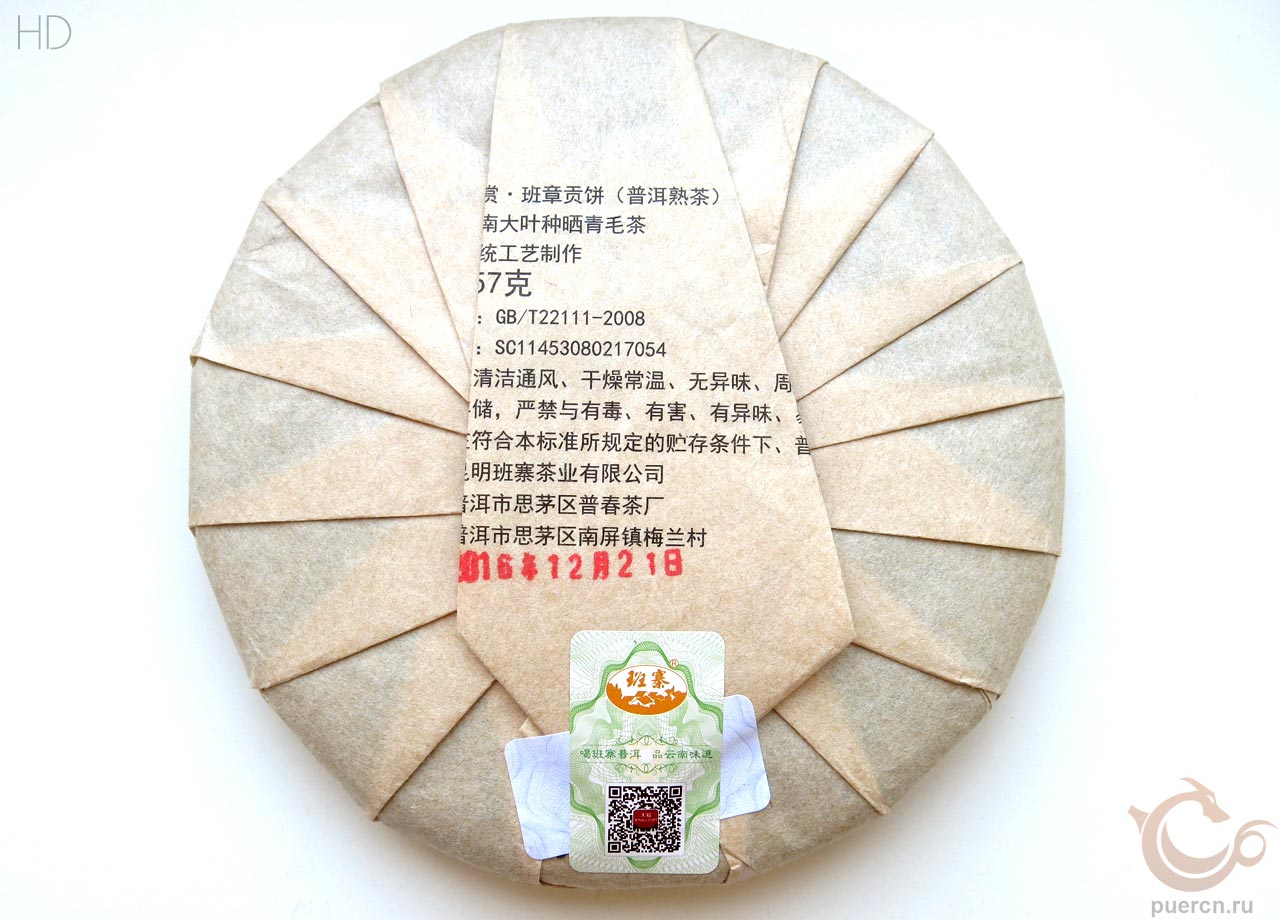 HD
赏·班章贡饼（普洱熟茶）
南大叶种晒青毛茶
统工艺制作
57克
：GB/T22111-2008
：SC11453080217054
清洁通风、干燥常温、无异味、周
储，严禁与有毒、有害、有异味、
符合本标准所规定的贮存条件下、普
明班寨茶业有限公司
普洱市思茅区普春茶厂
普洱市思茅区南屏镇梅兰村
2016年12月21日
班寨®
喝班寨普洱 品云南味道
puercn.ru